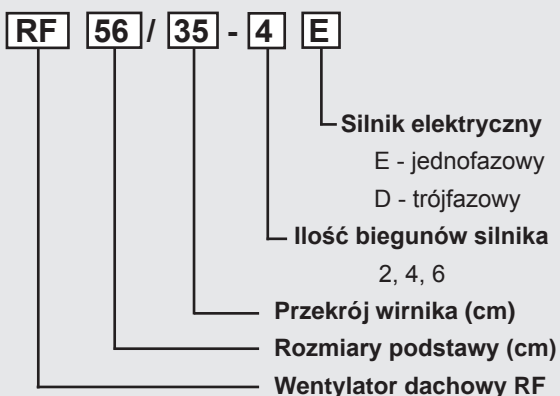 RF 56 / 35 - 4 E
Silnik elektryczny
E - jednofazowy
D - trójfazowy
Ilość biegunów silnika
2, 4, 6
Przekrój wirnika (cm)
Rozmiary podstawy (cm)
Wentylator dachowy RF